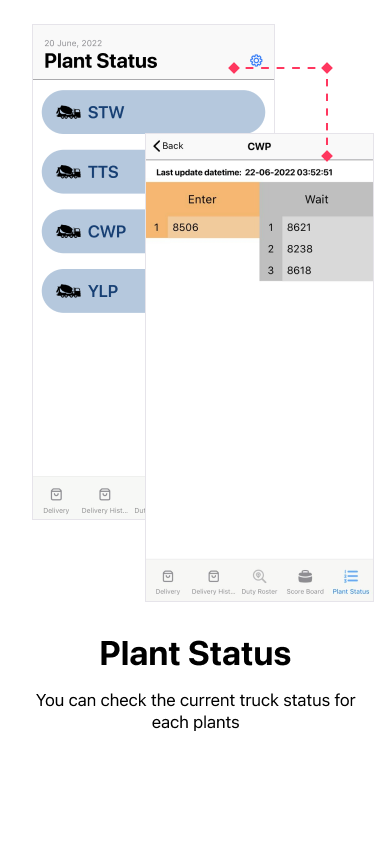 20 June, 2022
Plant Status
STW
TTS
CWP
YLP
Delivery
Delivery Hist...
Back
CWP
Last update datetime: 22-06-2022 03:52:51
Enter
Wait
1 8506
1 8621
2 8238
3 8618
Delivery
Delivery Hist...
Duty Roster
Score Board
Plant Status
Plant Status
You can check the current truck status for
each plants